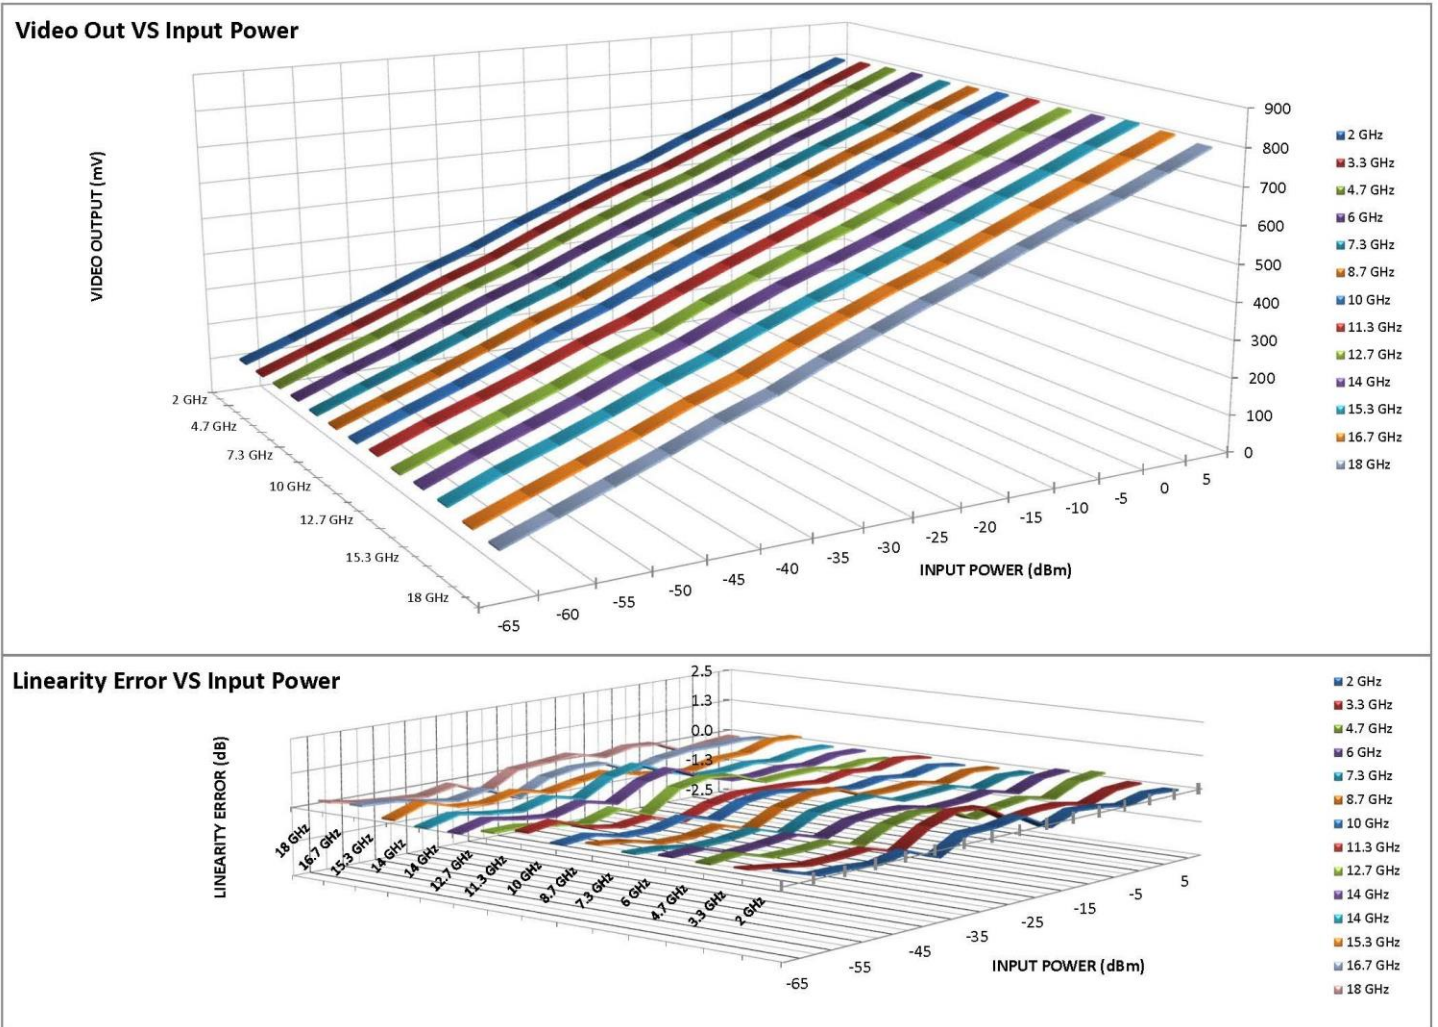 Video Out VS Input Power
VIDEO OUTPUT (mV)
900
800
700
600
500
400
300
200
100
0
2 GHz
4.7 GHz
7.3 GHz
10 GHz
12.7 GHz
15.3 GHz
18 GHz
-65
-60
-55
-50
-45
-40
-35
-30
-25
-20
-15
-10
-5
0
5
INPUT POWER (dBm)
2 GHz
3.3 GHz
4.7 GHz
6 GHz
7.3 GHz
8.7 GHz
10 GHz
11.3 GHz
12.7 GHz
14 GHz
15.3 GHz
16.7 GHz
18 GHz
Linearity Error VS Input Power
LINEARITY ERROR (dB)
2.5
1.3
0.0
-1.3
-2.5
18 GHz
16.7 GHz
15.3 GHz
14 GHz
14 GHz
12.7 GHz
11.3 GHz
10 GHz
8.7 GHz
7.3 GHz
6 GHz
4.7 GHz
3.3 GHz
2 GHz
-65
-55
-45
-35
-25
-15
-5
5
INPUT POWER (dBm)
2 GHz
3.3 GHz
4.7 GHz
6 GHz
7.3 GHz
8.7 GHz
10 GHz
11.3 GHz
12.7 GHz
14 GHz
14 GHz
15.3 GHz
16.7 GHz
18 GHz